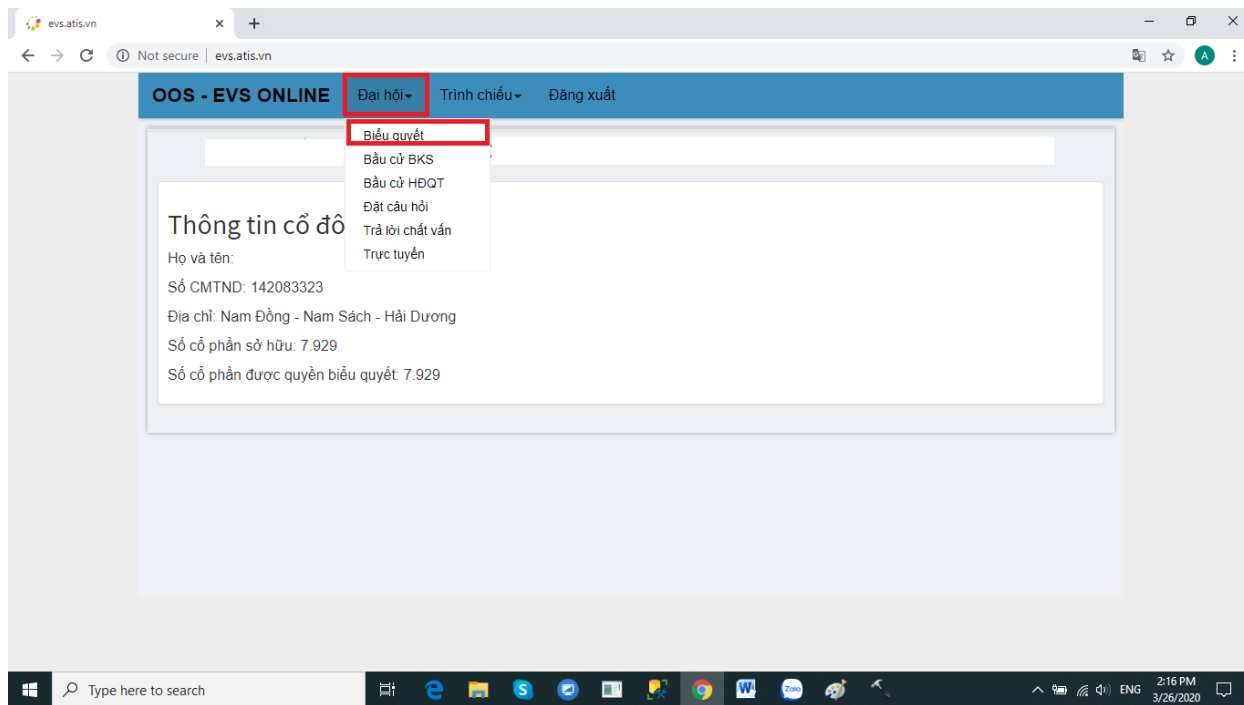 evs.atis.vn
Not secure | evs.atis.vn
A
OOS - EVS ONLINE Đại hội Trình chiếu Đăng xuất
Biểu quyết
Bầu cử BKS
Bầu cử HĐQT
Đặt câu hỏi
Trả lời chất vấn
Trực tuyến
Thông tin cổ đô
Họ và tên:
Số CMTND: 142083323
Địa chỉ: Nam Đồng - Nam Sách - Hải Dương
Số cổ phần sở hữu: 7.929
Số cổ phần được quyền biểu quyết: 7.929
Type here to search
S
W
Zalo
ENG
2:16 PM
3/26/2020